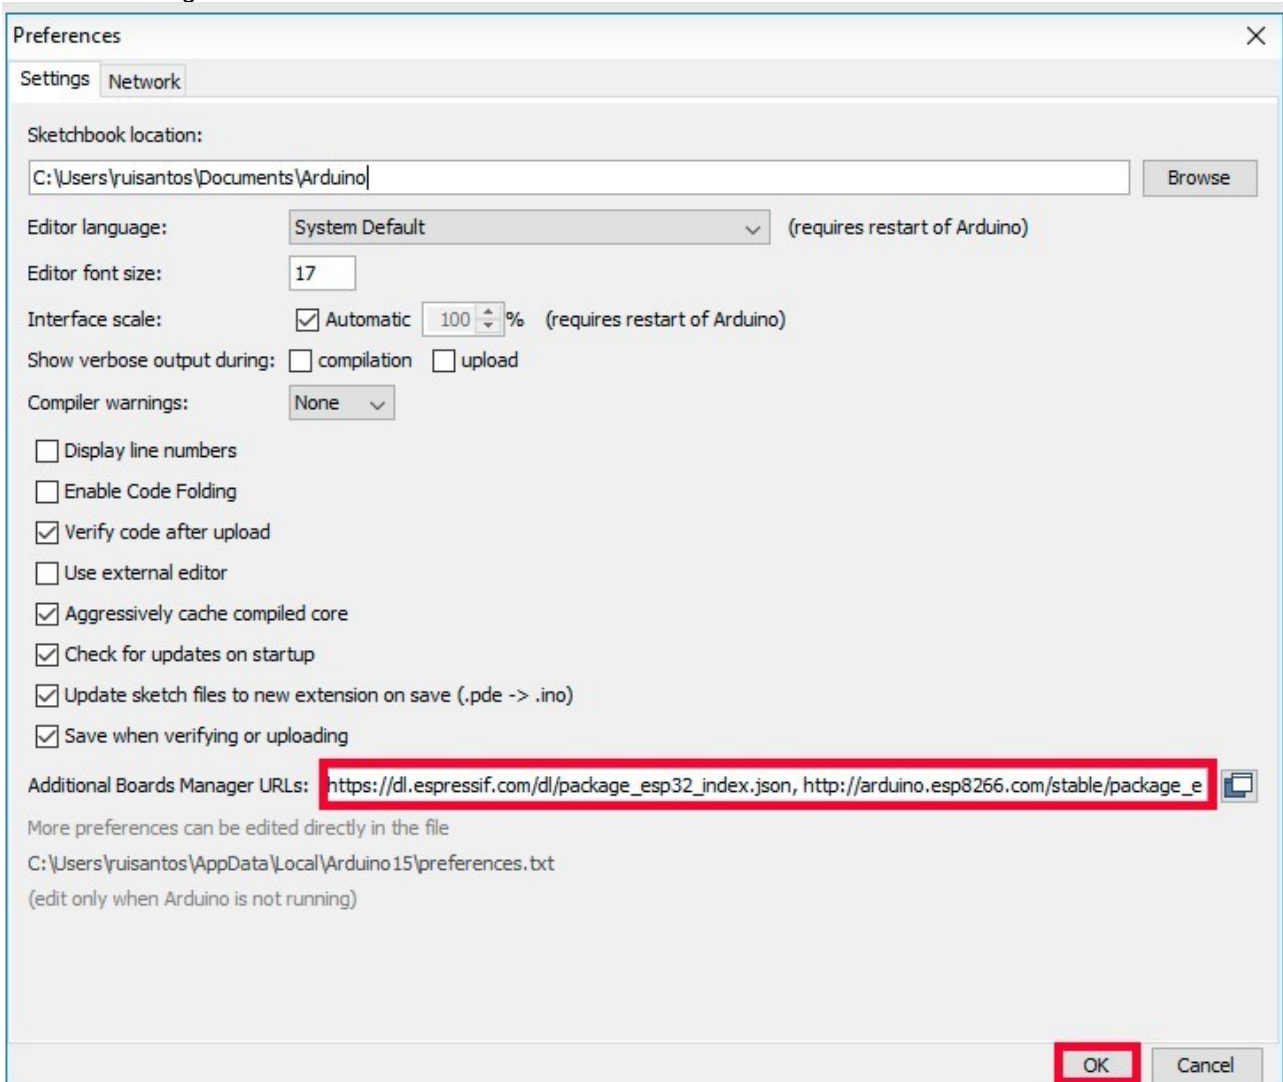 Preferences
Settings Network
Sketchbook location:
C:\Users\ruisantos\Documents\Arduino Browse
Editor language: System Default (requires restart of Arduino)
Editor font size: 17
Interface scale: Automatic 100 % (requires restart of Arduino)
Show verbose output during: compilation upload
Compiler warnings: None
Display line numbers
Enable Code Folding
Verify code after upload
Use external editor
Aggressively cache compiled core
Check for updates on startup
Update sketch files to new extension on save (.pde -> .ino)
Save when verifying or uploading
Additional Boards Manager URLs: https://dl.espressif.com/dl/package_esp32_index.json, http://arduino.esp8266.com/stable/package_e
More preferences can be edited directly in the file
C:\Users\ruisantos\AppData\Local\Arduino15\preferences.txt
(edit only when Arduino is not running)
OK Cancel